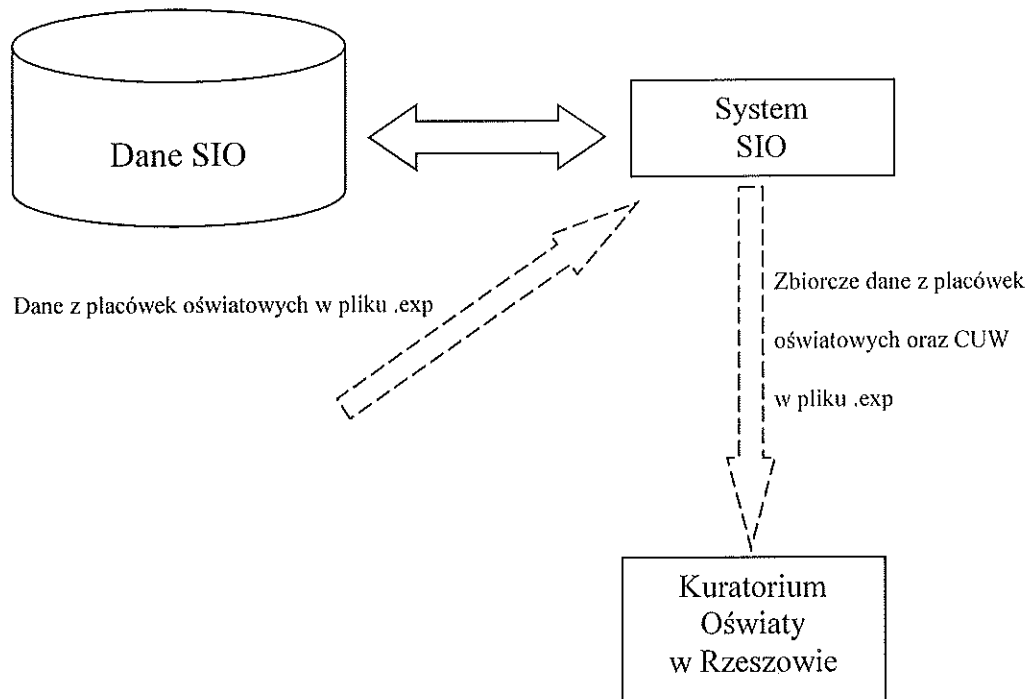 Dane SIO
System
SIO
Dane z placówek oświatowych w pliku .exp
Zbiorcze dane z placówek
oświatowych oraz CUW
w pliku .exp
Kuratorium
Oświaty
w Rzeszowie